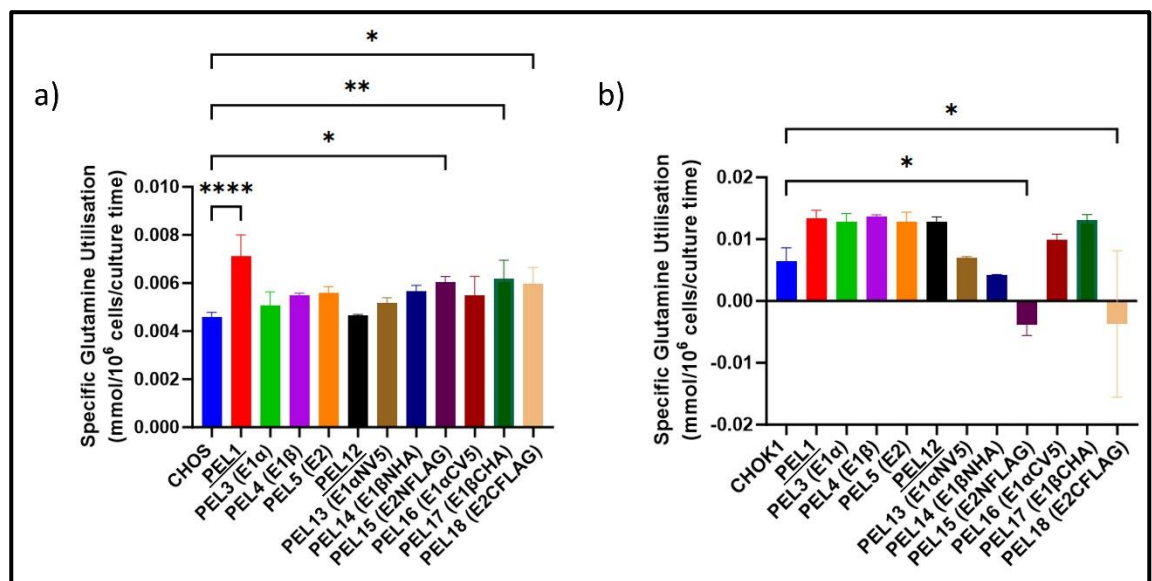 a)
*
**
*
****
Specific Glutamine Utilisation
(mmol/10⁶ cells/culture time)
0.010
0.008
0.006
0.004
0.002
0.000
CHOS
PEL1
PEL3 (E1α)
PEL4 (E1β)
PEL5 (E2)
PEL12
PEL13 (E1αNV5)
PEL14 (E1βNHA)
PEL15 (E2NFLAG)
PEL16 (E1αCV5)
PEL17 (E1βCHA)
PEL18 (E2CFLAG)
b)
*
*
Specific Glutamine Utilisation
(mmol/10⁶ cells/culture time)
0.02
0.01
0.00
-0.01
-0.02
CHOK1
PEL1
PEL3 (E1α)
PEL4 (E1β)
PEL5 (E2)
PEL12
PEL13 (E1αNV5)
PEL14 (E1βNHA)
PEL15 (E2NFLAG)
PEL16 (E1αCV5)
PEL17 (E1βCHA)
PEL18 (E2CFLAG)